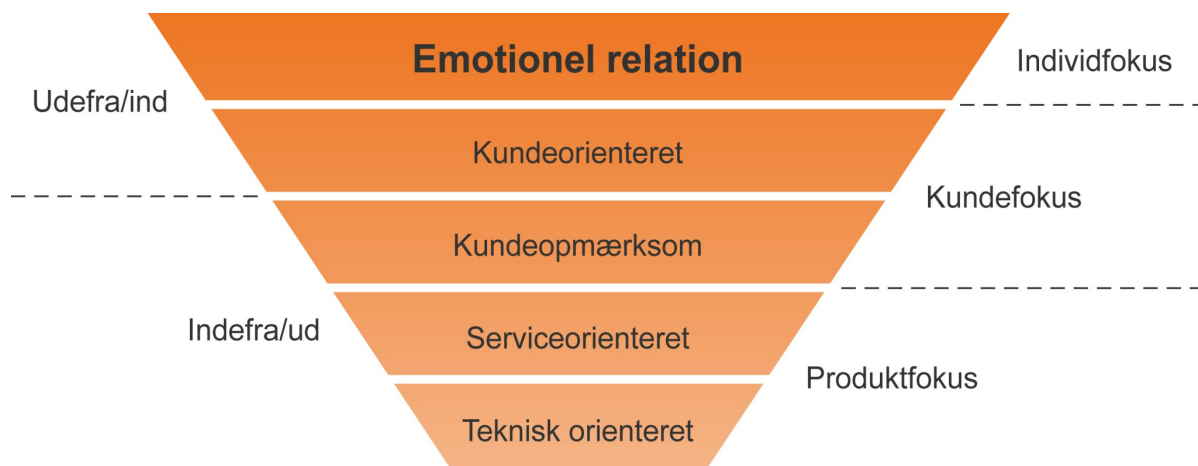 Emotionel relation
Individfokus
Udefra/ind
Kundeorienteret
Kundefokus
Kundeopmærksom
Indefra/ud
Serviceorienteret
Produktfokus
Teknisk orienteret